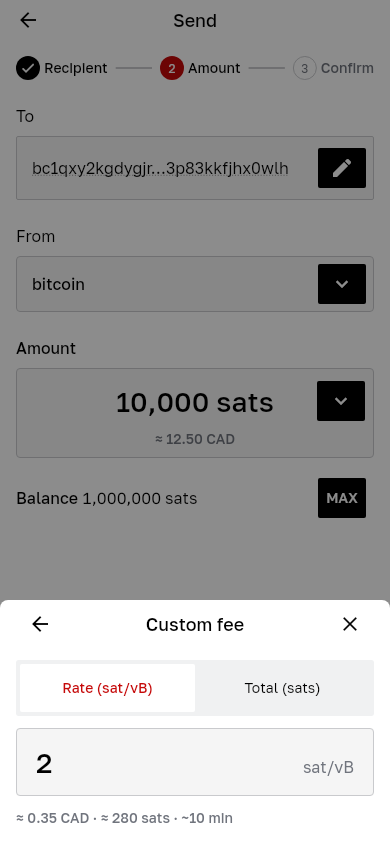 Send
Recipient 2 Amount 3 Confirm
To
bc1qxy2kgdygjr...3p83kkfjhx0wlh
From
bitcoin
Amount
10,000 sats
≈ 12.50 CAD
Balance 1,000,000 sats MAX
Custom fee
Rate (sat/vB) Total (sats)
2 sat/vB
≈ 0.35 CAD · ≈ 280 sats · ~10 min